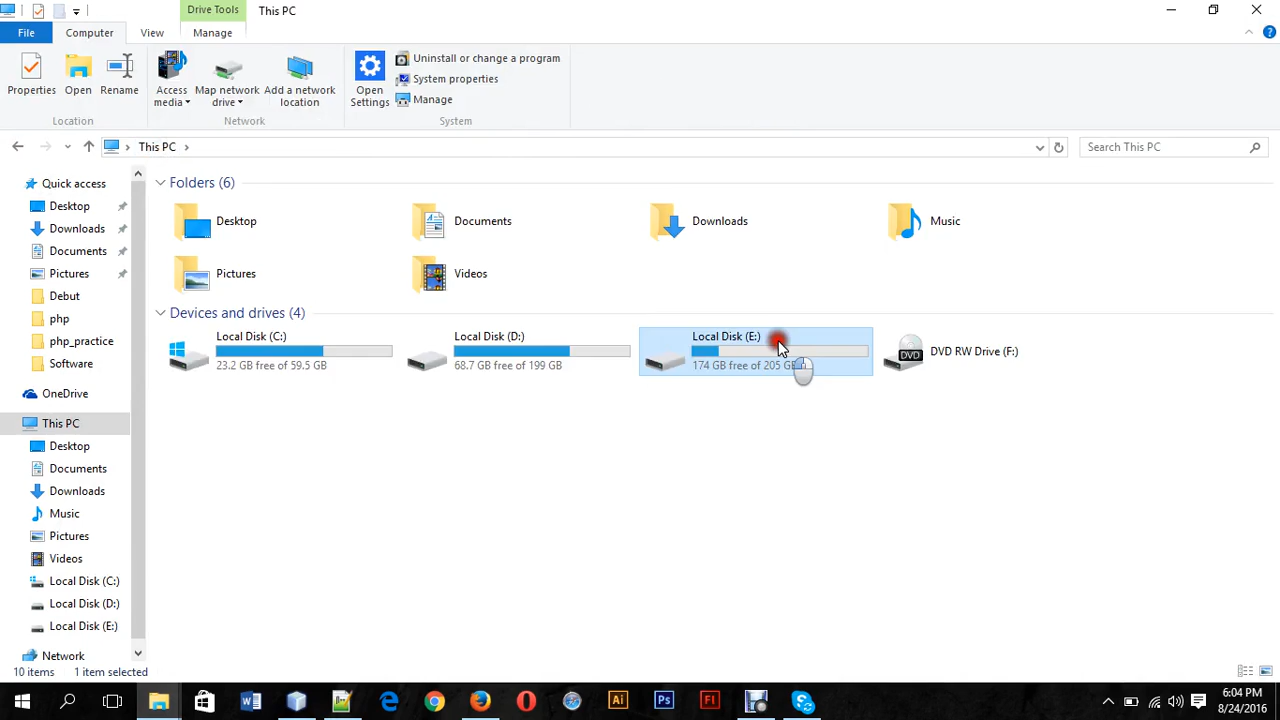 Drive Tools
This PC
File
Computer
View
Manage
Properties
Open
Rename
Access media
Map network drive
Add a network location
Open Settings
Uninstall or change a program
System properties
Manage
Location
Network
System
This PC
Search This PC
Quick access
Desktop
Downloads
Documents
Pictures
Debut
php
php_practice
Software
OneDrive
This PC
Desktop
Documents
Downloads
Music
Pictures
Videos
Local Disk (C:)
Local Disk (D:)
Local Disk (E:)
Network
Folders (6)
Desktop
Documents
Downloads
Music
Pictures
Videos
Devices and drives (4)
Local Disk (C:)
23.2 GB free of 59.5 GB
Local Disk (D:)
68.7 GB free of 199 GB
Local Disk (E:)
174 GB free of 205 GB
DVD
DVD RW Drive (F:)
10 items
1 item selected
Ai
Ps
Fl
6:04 PM
8/24/2016